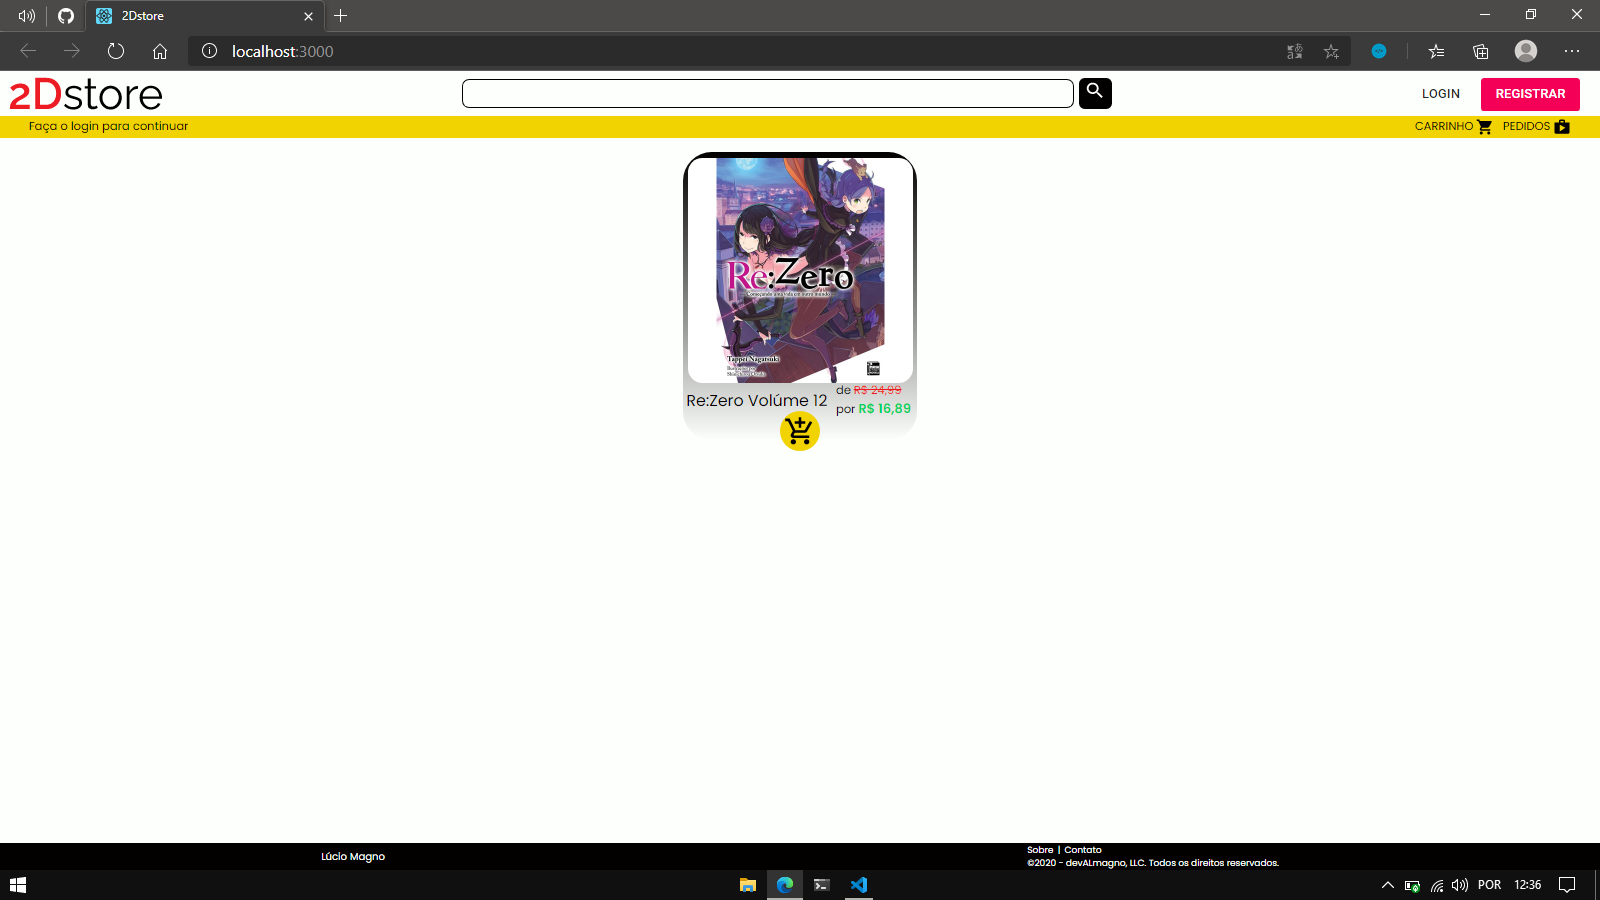 2Dstore
localhost:3000
2Dstore
LOGIN
REGISTRAR
Faça o login para continuar
CARRINHO
PEDIDOS
Re:Zero
Começando uma vida em outro mundo
Tappei Nagatsuki
Re:Zero Volúme 12
de R$ 24,99
por R$ 16,89
Lúcio Magno
Sobre | Contato
©2020 - devALmagno, LLC. Todos os direitos reservados.
POR
12:36